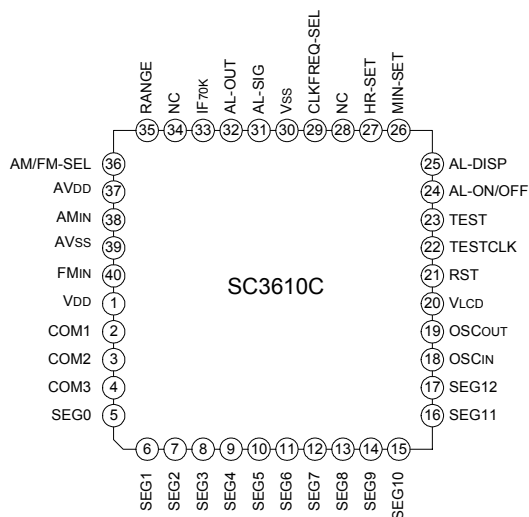 RANGE
NC
IF70K
AL-OUT
AL-SIG
VSS
CLKFREQ-SEL
NC
HR-SET
MIN-SET
35 34 33 32 31 30 29 28 27 26
AM/FM-SEL 36
AVDD 37
AMIN 38
AVSS 39
FMIN 40
VDD 1
COM1 2
COM2 3
COM3 4
SEG0 5
SC3610C
25 AL-DISP
24 AL-ON/OFF
23 TEST
22 TESTCLK
21 RST
20 VLCD
19 OSCOUT
18 OSCIN
17 SEG12
16 SEG11
6 7 8 9 10 11 12 13 14 15
SEG1
SEG2
SEG3
SEG4
SEG5
SEG6
SEG7
SEG8
SEG9
SEG10